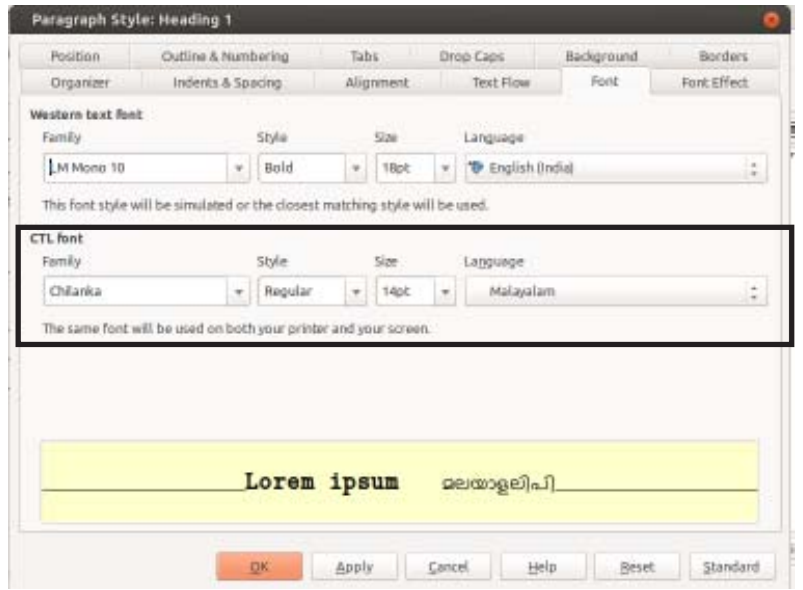 Paragraph Style: Heading 1
Position Outline & Numbering Tabs Drop Caps Background Borders
Organizer Indents & Spacing Alignment Text Flow Font Font Effect
Western text font
Family Style Size Language
LM Mono 10 Bold 18pt English (India)
This font style will be simulated or the closest matching style will be used.
CTL font
Family Style Size Language
Chilanka Regular 14pt Malayalam
The same font will be used on both your printer and your screen.
Lorem ipsum മലയാളലിപി
OK Apply Cancel Help Reset Standard